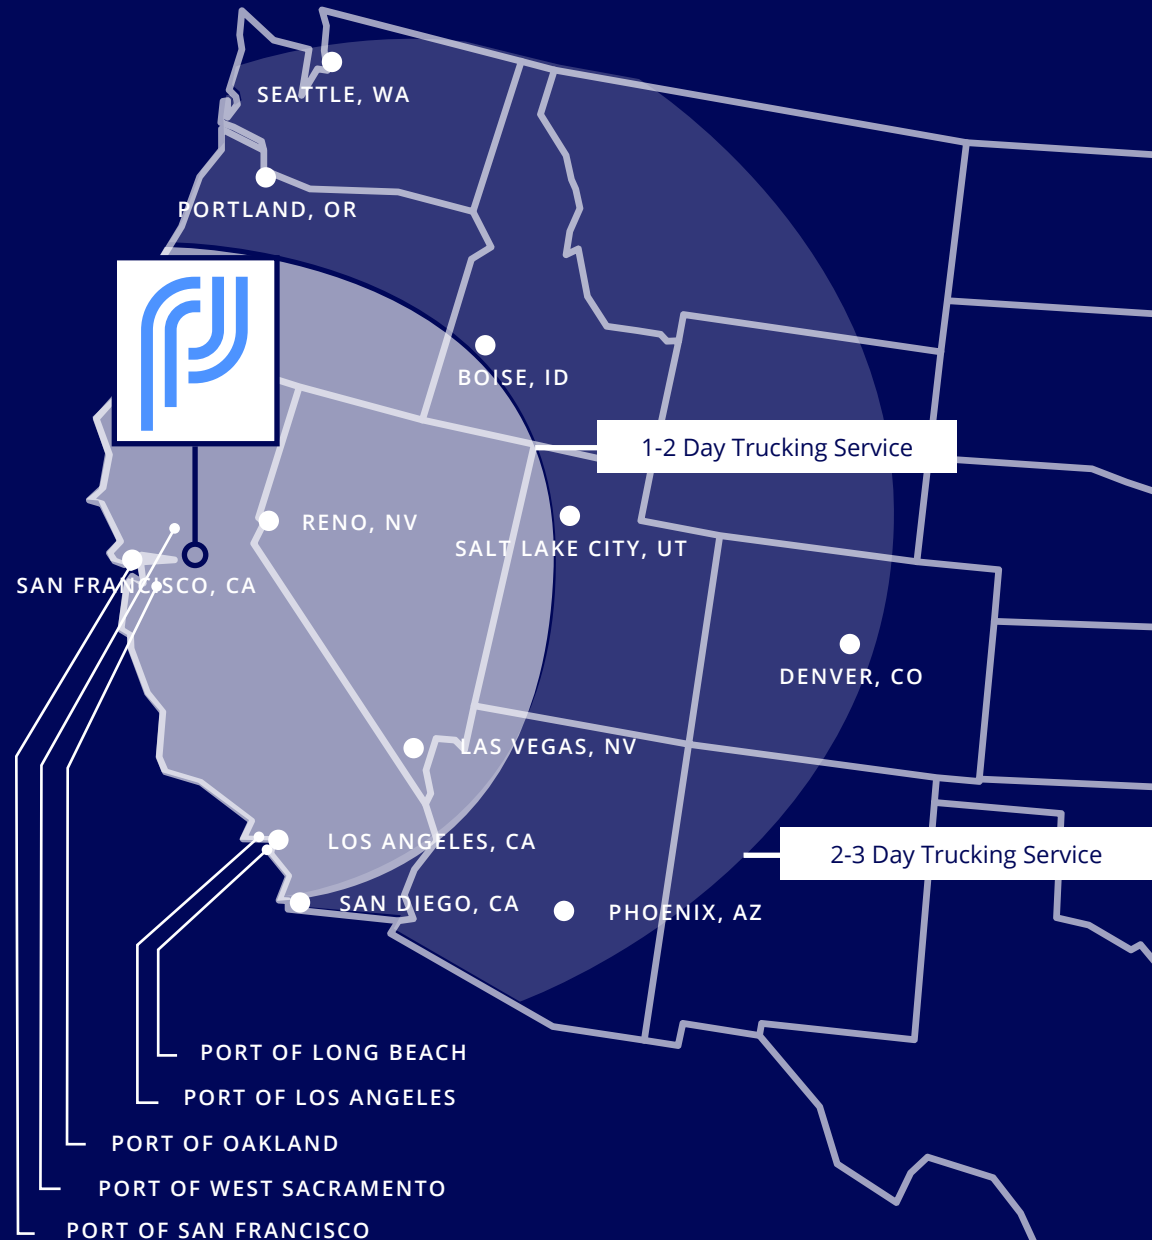 SEATTLE, WA
PORTLAND, OR
BOISE, ID
1-2 Day Trucking Service
RENO, NV
SALT LAKE CITY, UT
SAN FRANCISCO, CA
DENVER, CO
LAS VEGAS, NV
LOS ANGELES, CA
2-3 Day Trucking Service
SAN DIEGO, CA
PHOENIX, AZ
PORT OF LONG BEACH
PORT OF LOS ANGELES
PORT OF OAKLAND
PORT OF WEST SACRAMENTO
PORT OF SAN FRANCISCO